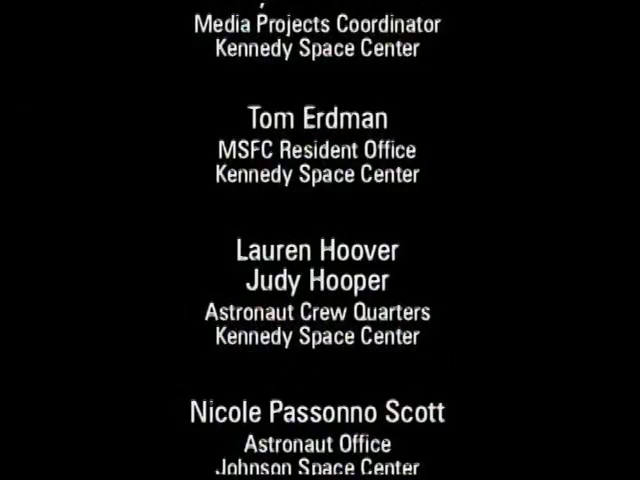 Media Projects Coordinator
Kennedy Space Center
Tom Erdman
MSFC Resident Office
Kennedy Space Center
Lauren Hoover
Judy Hooper
Astronaut Crew Quarters
Kennedy Space Center
Nicole Passonno Scott
Astronaut Office
Johnson Space Center